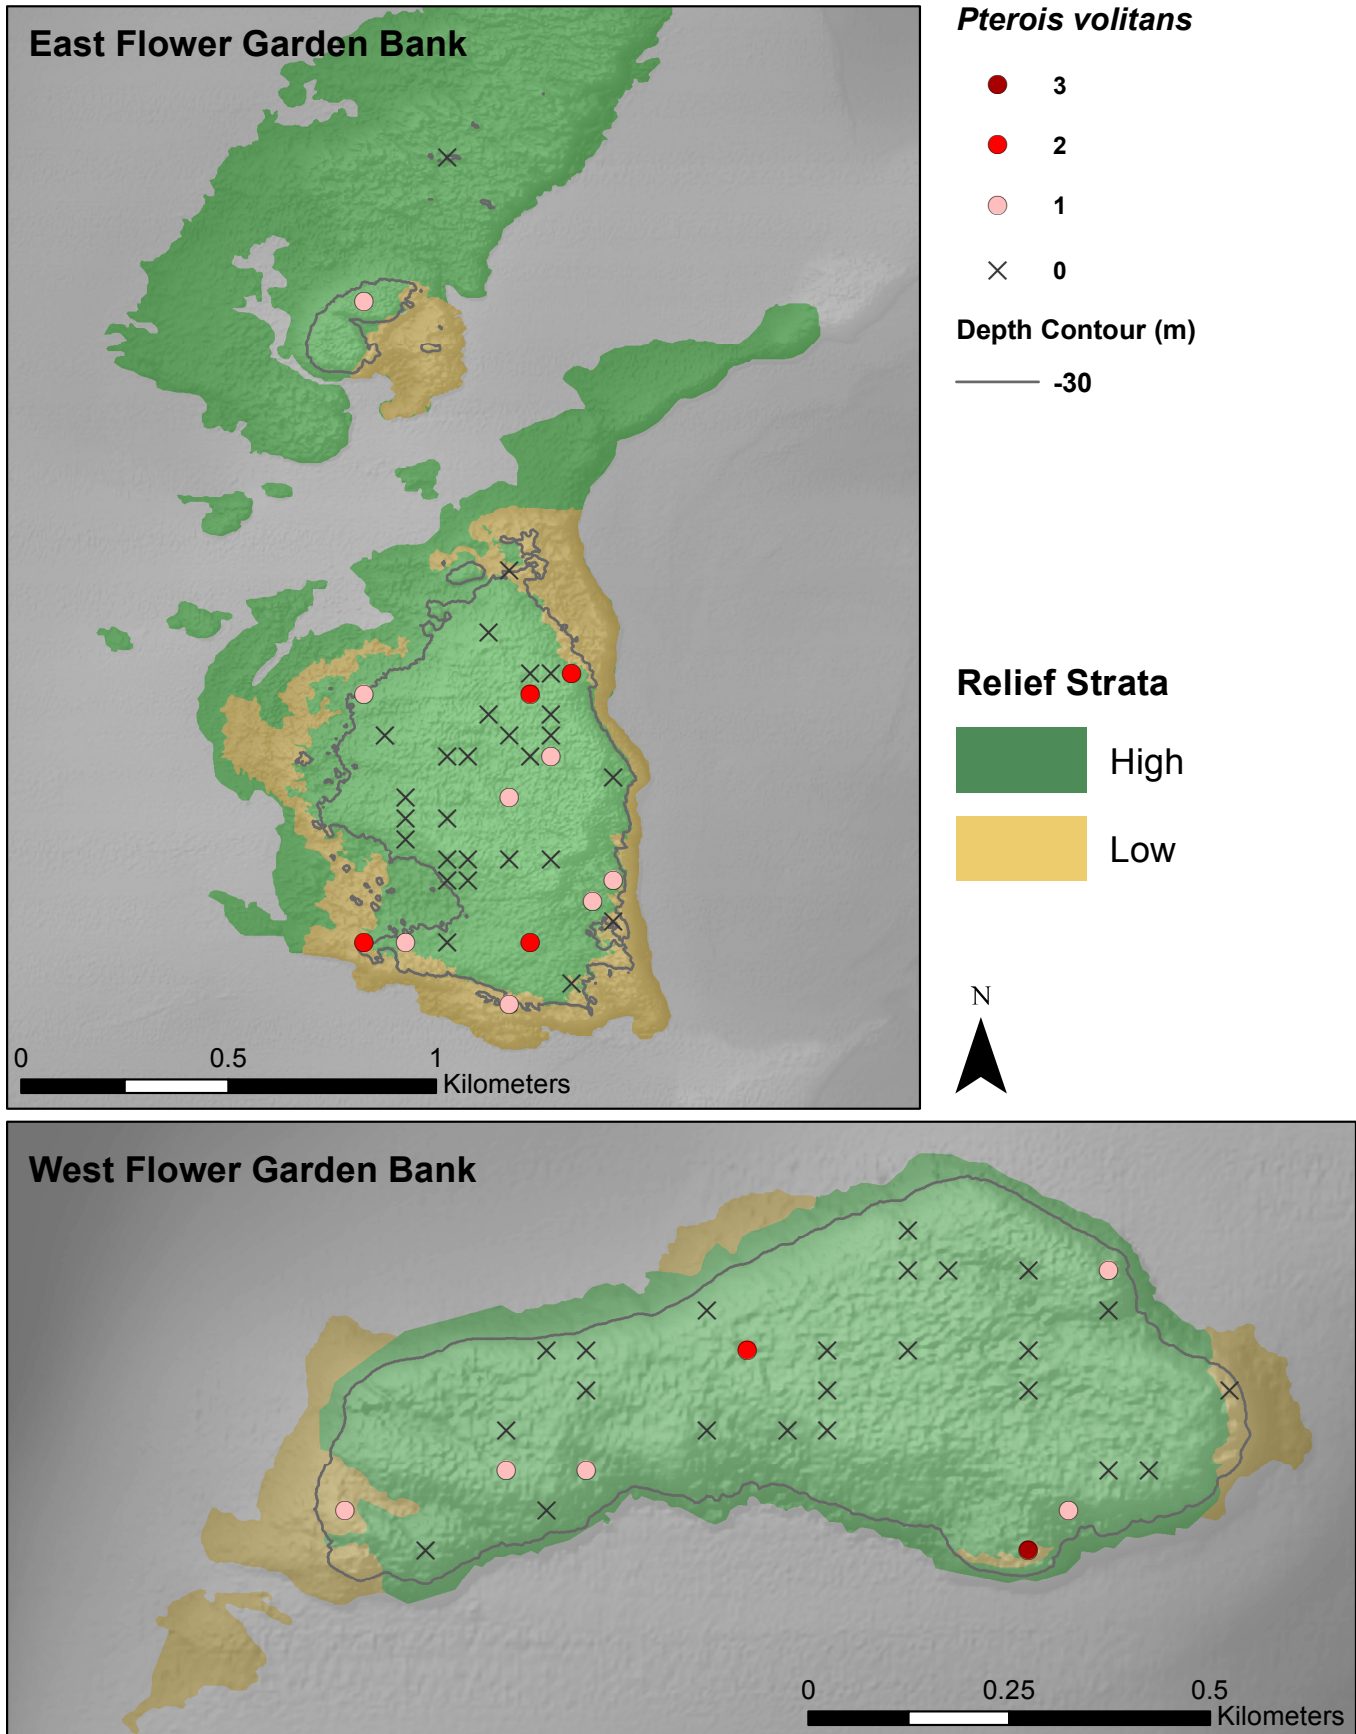 East Flower Garden Bank
0 0.5 1
Kilometers
Pterois volitans
3
2
1
0
Depth Contour (m)
-30
Relief Strata
High
Low
N
West Flower Garden Bank
0 0.25 0.5
Kilometers